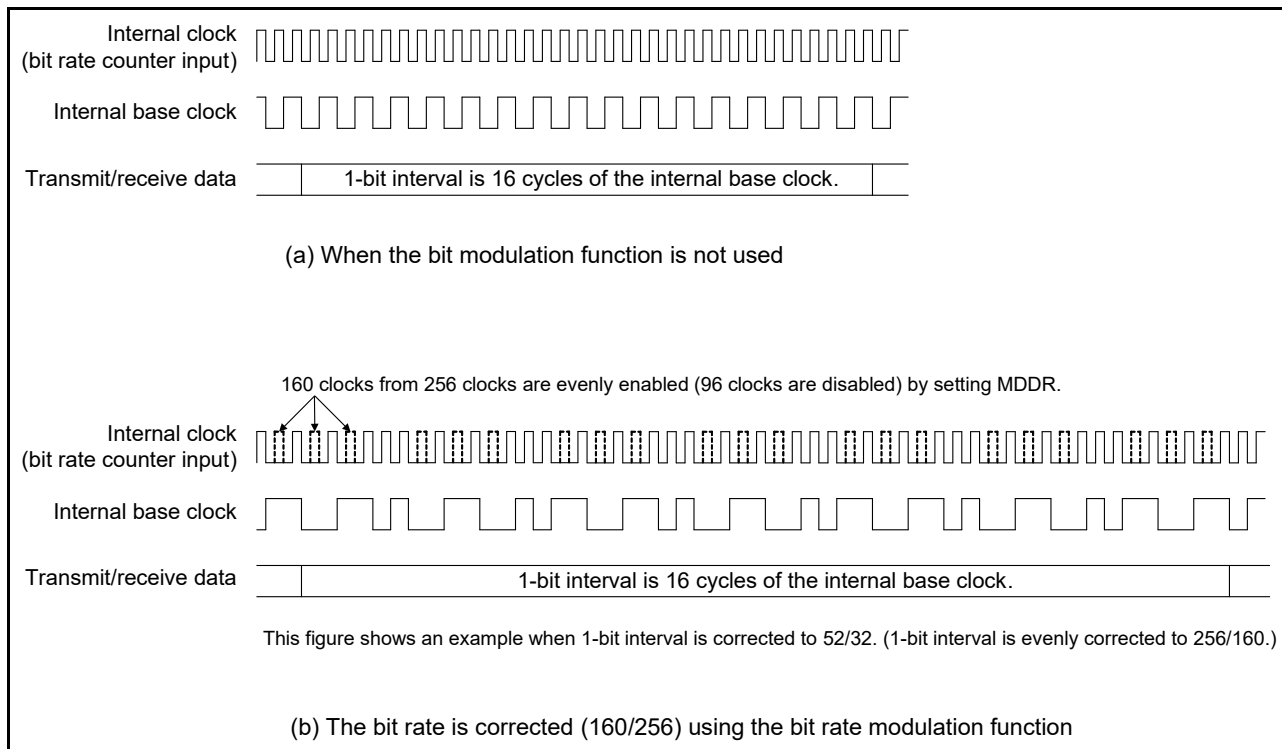 Internal clock
(bit rate counter input)
Internal base clock
Transmit/receive data
1-bit interval is 16 cycles of the internal base clock.
(a) When the bit modulation function is not used
160 clocks from 256 clocks are evenly enabled (96 clocks are disabled) by setting MDDR.
Internal clock
(bit rate counter input)
Internal base clock
Transmit/receive data
1-bit interval is 16 cycles of the internal base clock.
This figure shows an example when 1-bit interval is corrected to 52/32. (1-bit interval is evenly corrected to 256/160.)
(b) The bit rate is corrected (160/256) using the bit rate modulation function